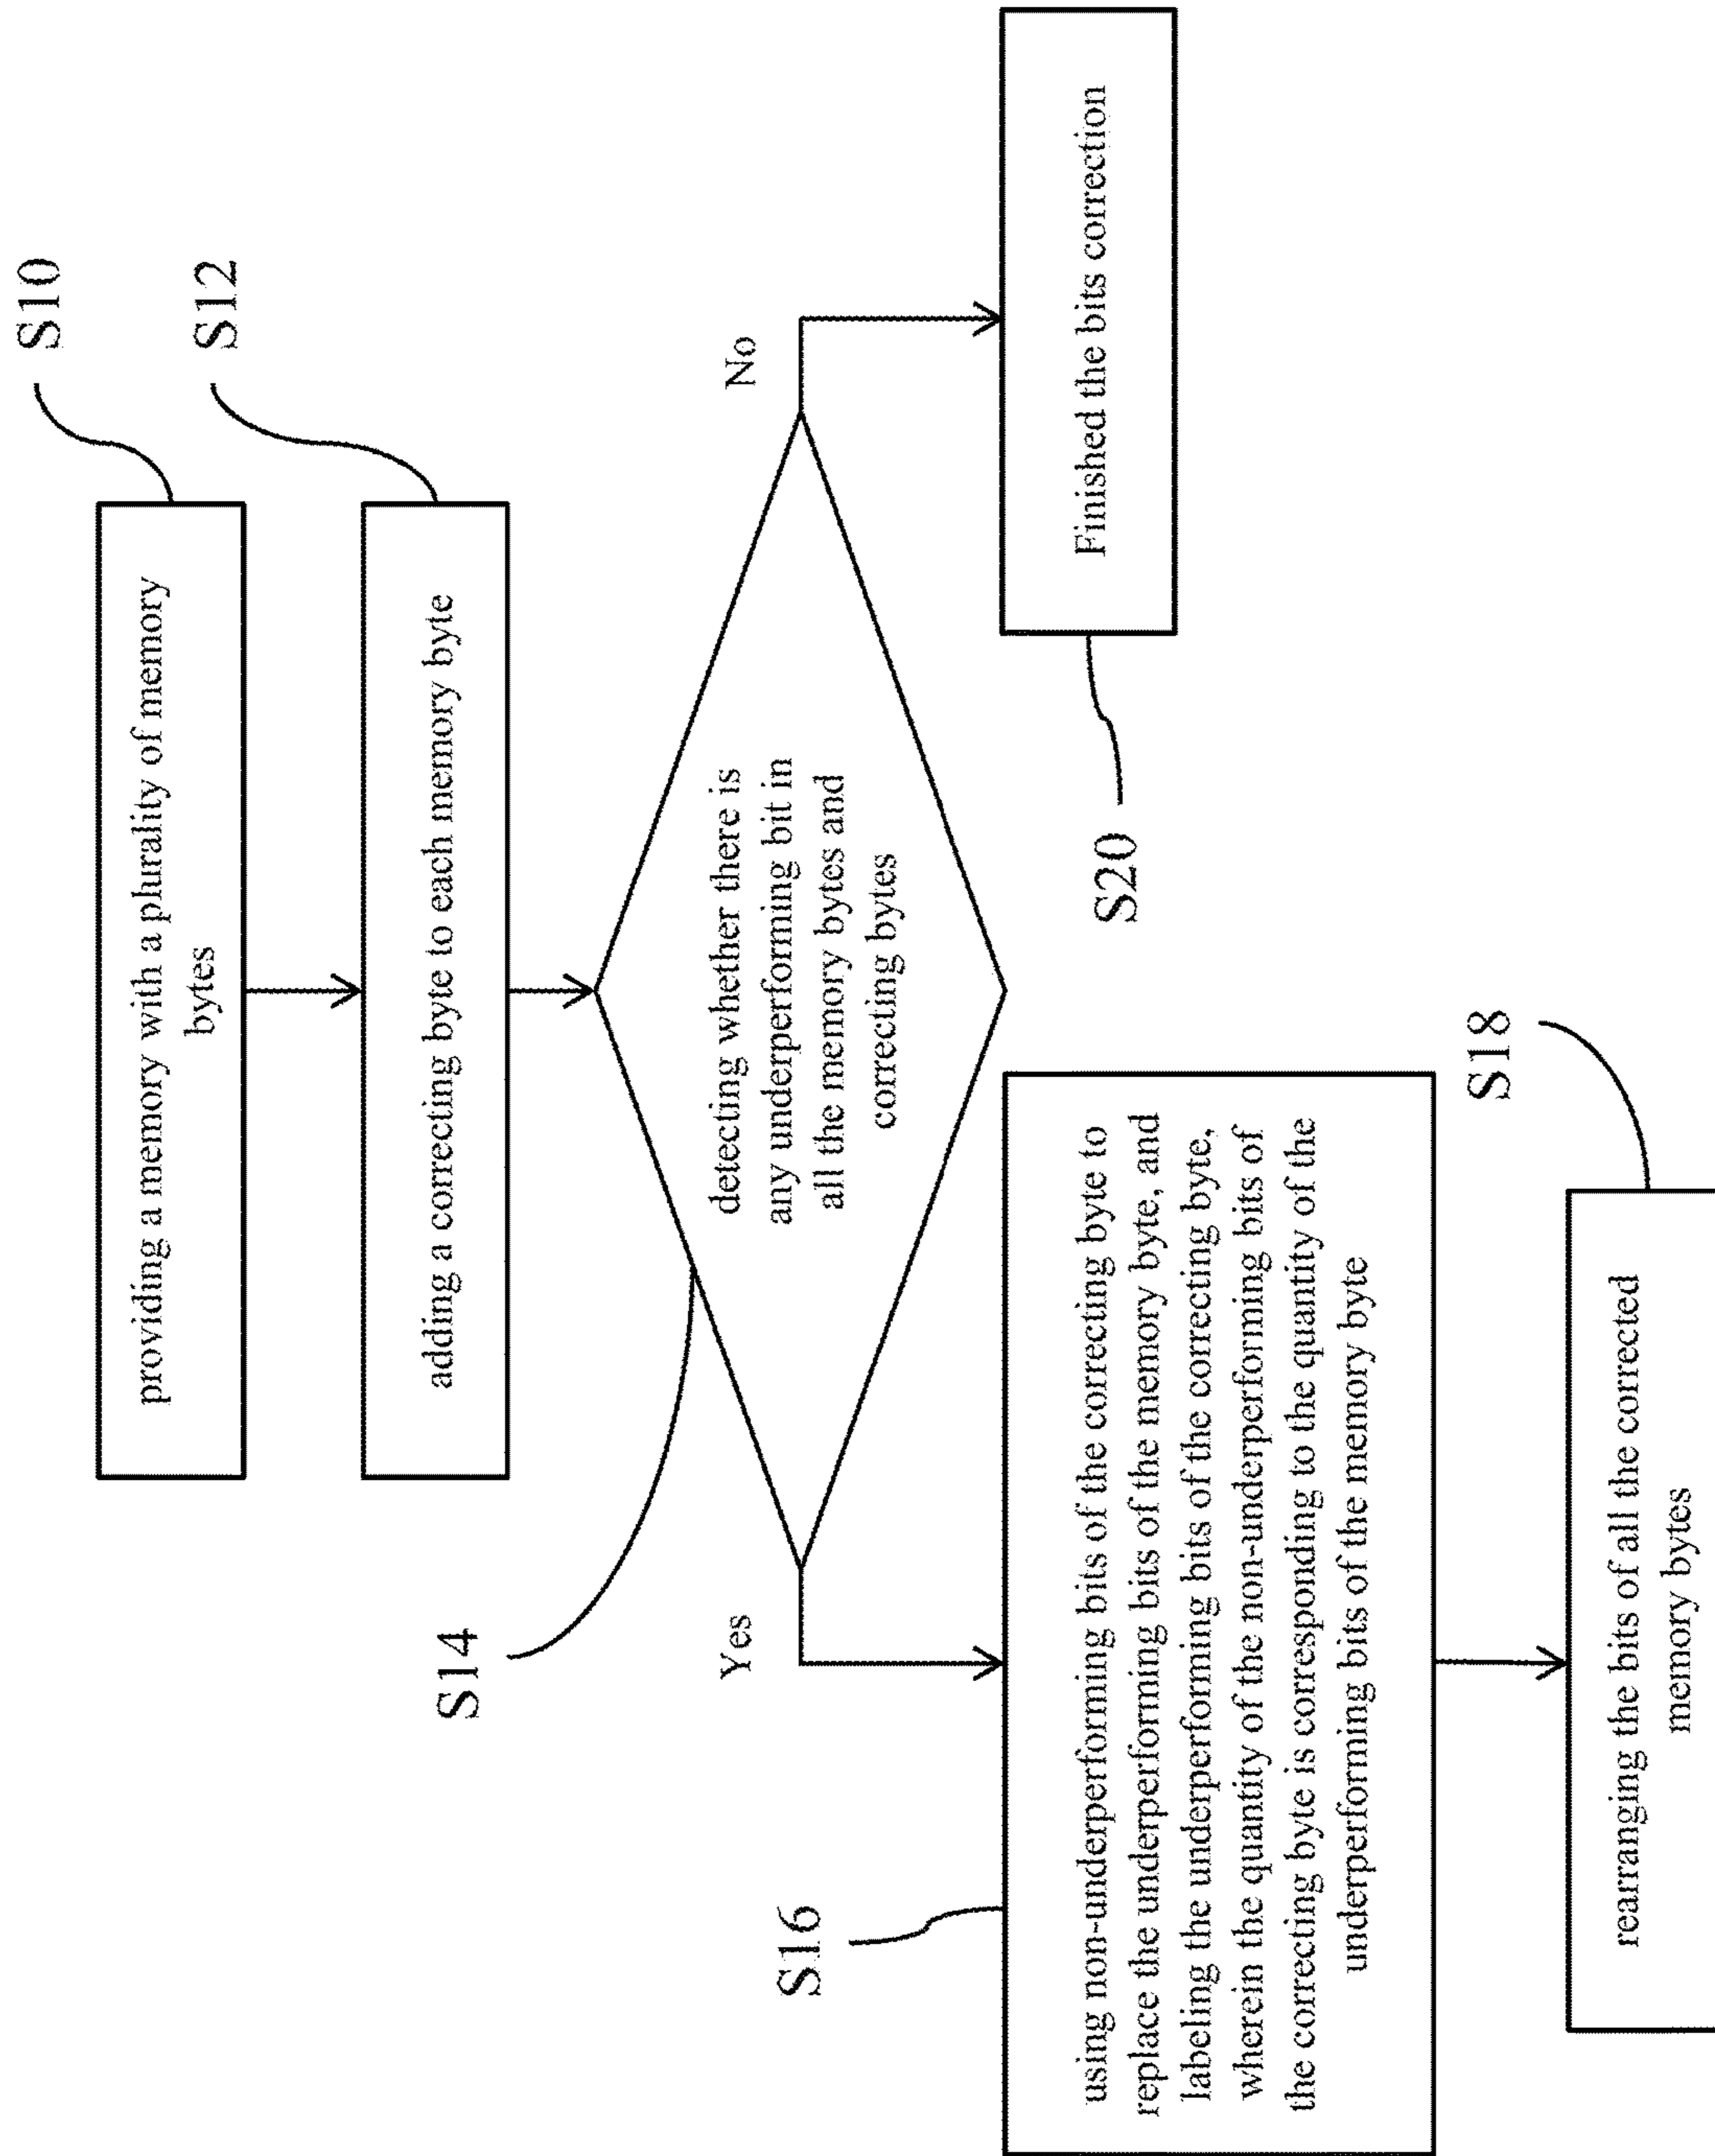 S10
providing a memory with a plurality of memory
bytes
S12
adding a correcting byte to each memory byte
S14
detecting whether there is
any underperforming bit in
all the memory bytes and
correcting bytes
Yes
No
S16
using non-underperforming bits of the correcting byte to
replace the underperforming bits of the memory byte, and
labeling the underperforming bits of the correcting byte,
wherein the quantity of the non-underperforming bits of
the correcting byte is corresponding to the quantity of the
underperforming bits of the memory byte
S20
Finished the bits correction
S18
rearranging the bits of all the corrected
memory bytes